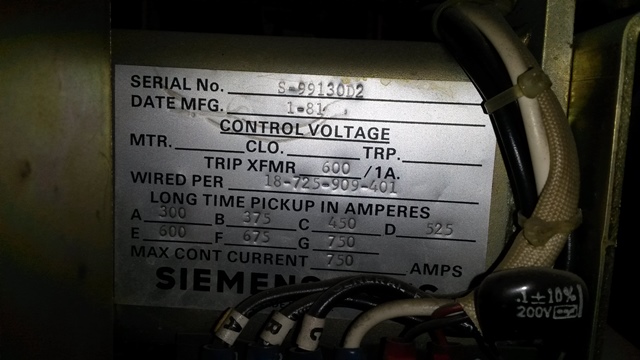 SERIAL No. S-99130D2
DATE MFG. 1-81
CONTROL VOLTAGE
MTR. CLO. TRP.
TRIP XFMR 600 /1A.
WIRED PER 18-725-909-401
LONG TIME PICKUP IN AMPERES
A 300 B 375 C 450 D 525
E 600 F 675 G 750
MAX CONT CURRENT 750 AMPS
SIEMENS
A
C
.1±10%
200V